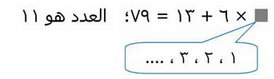 ■ × ٦ + ١٣ = ٧٩؛ العدد هو ١١
١ ، ٢ ، ٣ ، ....